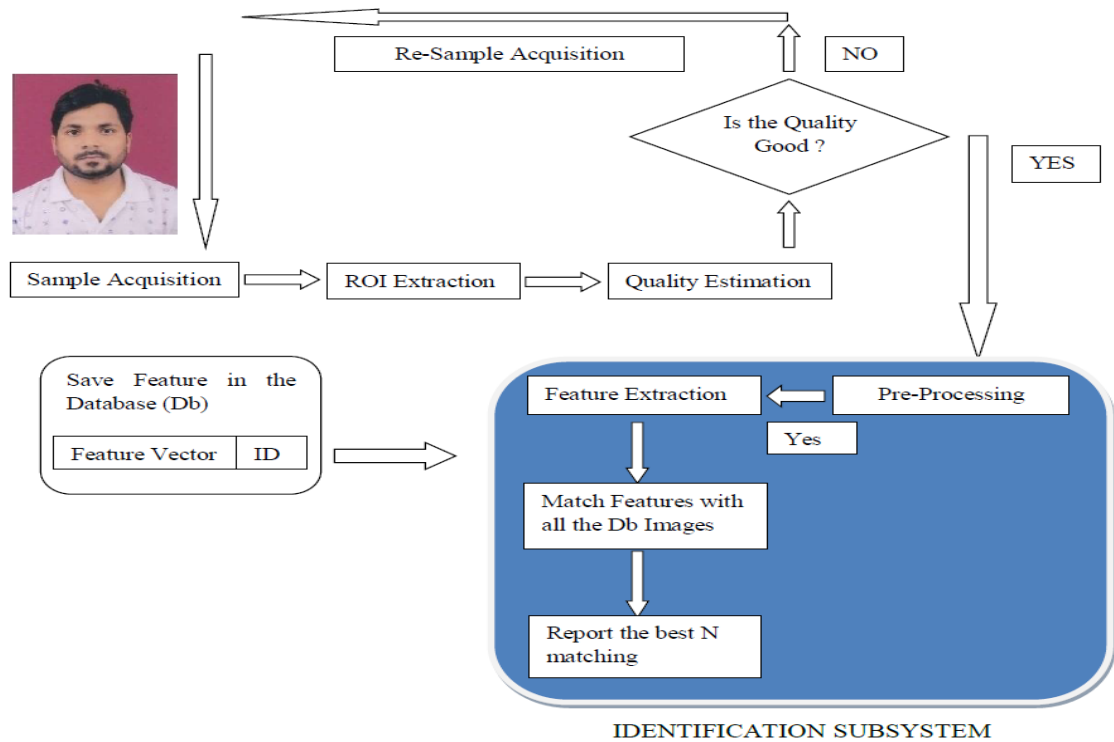 Re-Sample Acquisition
NO
Is the Quality
Good ?
YES
Sample Acquisition
ROI Extraction
Quality Estimation
Save Feature in the
Database (Db)
Feature Vector
ID
Feature Extraction
Pre-Processing
Yes
Match Features with
all the Db Images
Report the best N
matching
IDENTIFICATION SUBSYSTEM